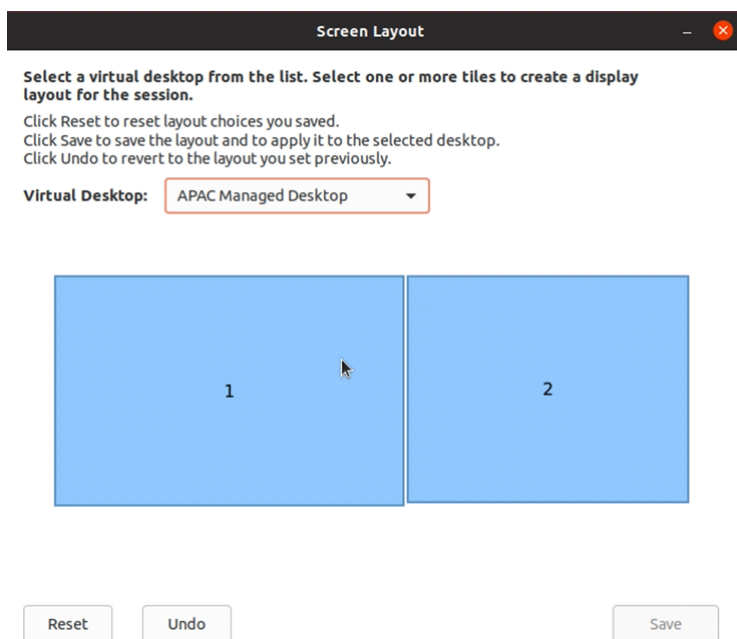 Screen Layout
Select a virtual desktop from the list. Select one or more tiles to create a display
layout for the session.
Click Reset to reset layout choices you saved.
Click Save to save the layout and to apply it to the selected desktop.
Click Undo to revert to the layout you set previously.
Virtual Desktop: APAC Managed Desktop
1 2
Reset Undo Save